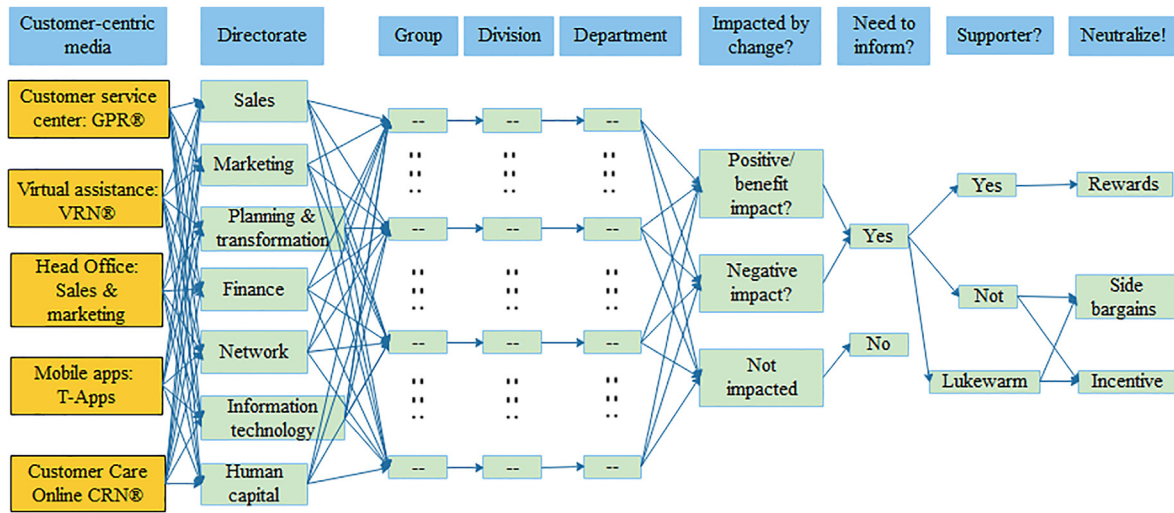 Customer-centric
media
Directorate
Group
Division
Department
Impacted by
change?
Need to
inform?
Supporter?
Neutralize!
Customer service
center: GPR®
Virtual assistance:
VRN®
Head Office:
Sales &
marketing
Mobile apps:
T-Apps
Customer Care
Online CRN®
Sales
Marketing
Planning &
transformation
Finance
Network
Information
technology
Human
capital
-- -- --
-- -- --
-- -- --
-- -- --
Positive/
benefit
impact?
Negative
impact?
Not
impacted
Yes
No
Yes
Not
Lukewarm
Rewards
Side
bargains
Incentive